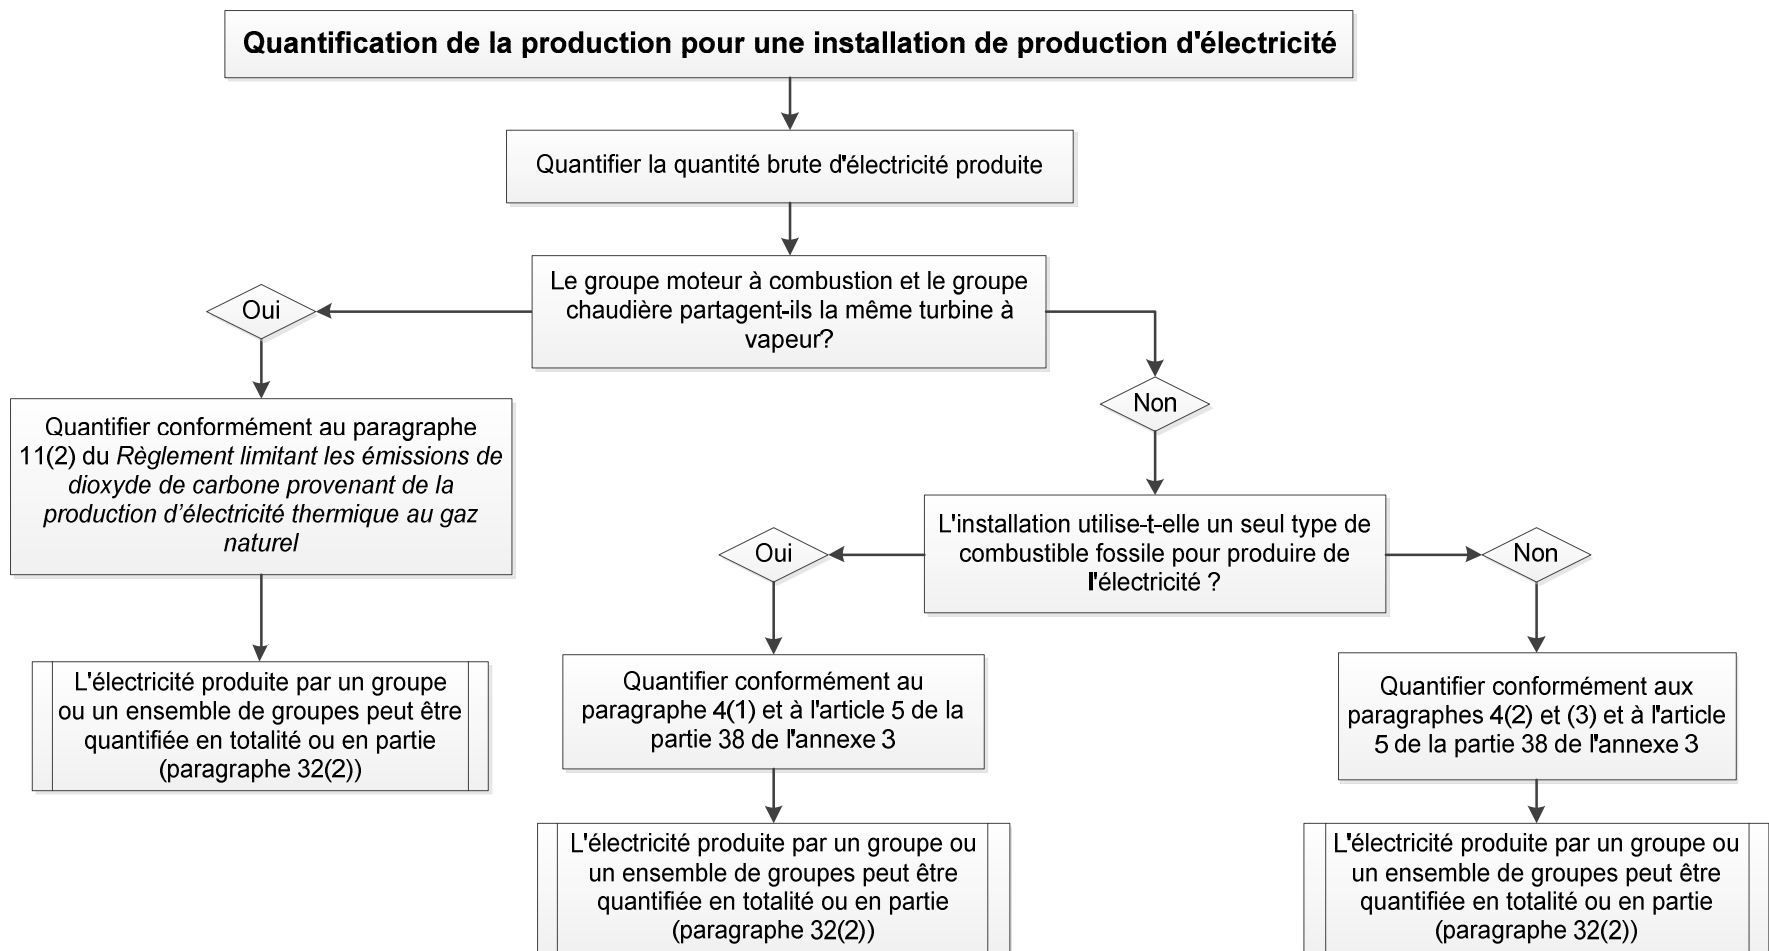 Quantification de la production pour une installation de production d'électricité
Quantifier la quantité brute d'électricité produite
Le groupe moteur à combustion et le groupe
chaudière partagent-ils la même turbine à
vapeur?
Oui
Non
Quantifier conformément au paragraphe
11(2) du Règlement limitant les émissions de
dioxyde de carbone provenant de la
production d’électricité thermique au gaz
naturel
L'électricité produite par un groupe
ou un ensemble de groupes peut être
quantifiée en totalité ou en partie
(paragraphe 32(2))
L'installation utilise-t-elle un seul type de
combustible fossile pour produire de
l'électricité ?
Oui
Non
Quantifier conformément au
paragraphe 4(1) et à l'article 5 de la
partie 38 de l'annexe 3
Quantifier conformément aux
paragraphes 4(2) et (3) et à l'article
5 de la partie 38 de l'annexe 3
L'électricité produite par un groupe ou
un ensemble de groupes peut être
quantifiée en totalité ou en partie
(paragraphe 32(2))
L'électricité produite par un groupe ou
un ensemble de groupes peut être
quantifiée en totalité ou en partie
(paragraphe 32(2))